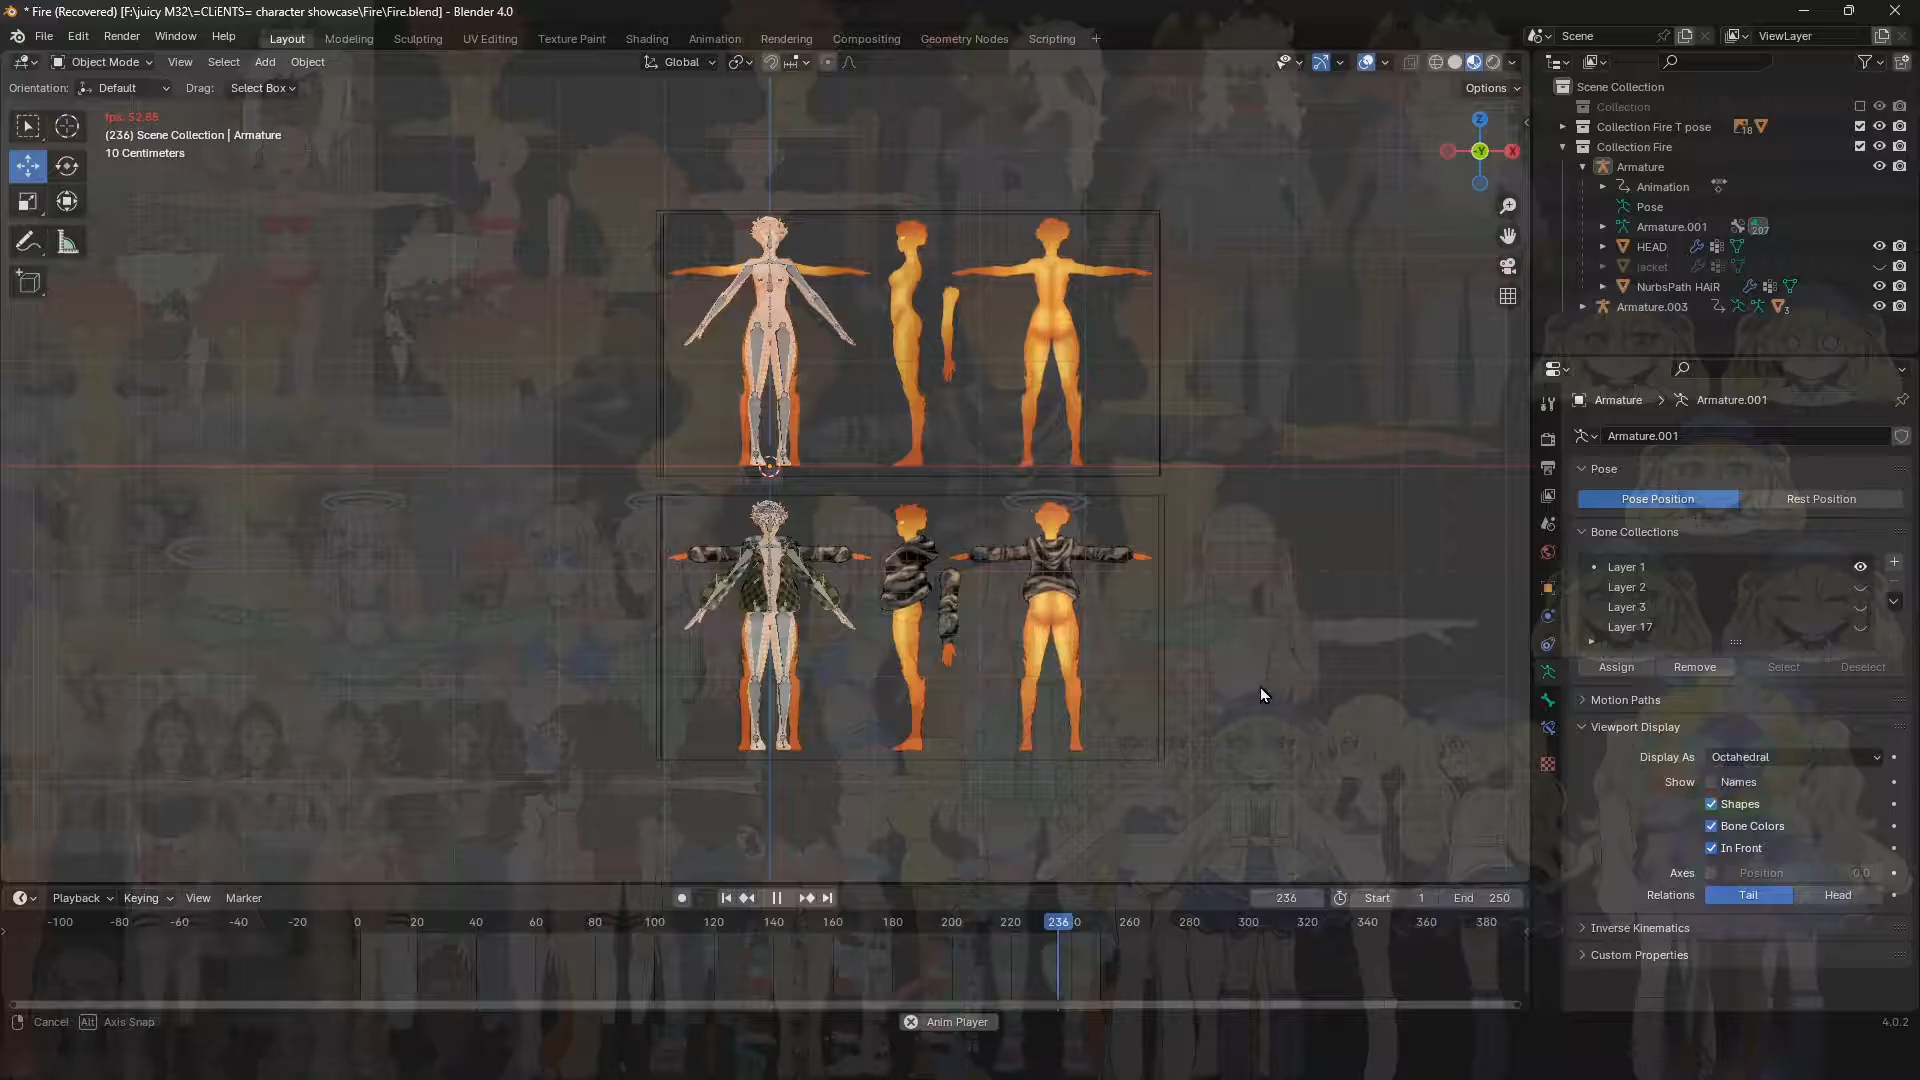 * Fire (Recovered) [F:\juicy M32\=CLiENTS= character showcase\Fire\Fire.blend] - Blender 4.0
File Edit Render Window Help Layout Modeling Sculpting UV Editing Texture Paint Shading Animation Rendering Compositing Geometry Nodes Scripting + Scene ViewLayer
Object Mode View Select Add Object Global
Orientation: Default Drag: Select Box Options
fps: 52.88
(236) Scene Collection | Armature
10 Centimeters
Z
-Y X
Scene Collection
Collection
Collection Fire T pose 18
Collection Fire
Armature
Animation
Pose
Armature.001 207
HEAD
jacket
NurbsPath HAiR
Armature.003 3
Armature > Armature.001
Armature.001
Pose
Pose Position Rest Position
Bone Collections
Layer 1
Layer 2
Layer 3
Layer 17
Assign Remove Select Deselect
Motion Paths
Viewport Display
Display As Octahedral
Show Names
Shapes
Bone Colors
In Front
Axes Position 0.0
Relations Tail Head
Inverse Kinematics
Custom Properties
Playback Keying View Marker 236 Start 1 End 250
-100 -80 -60 -40 -20 0 20 40 60 80 100 120 140 160 180 200 220 236 260 280 300 320 340 360 380
Cancel Alt Axis Snap Anim Player 4.0.2